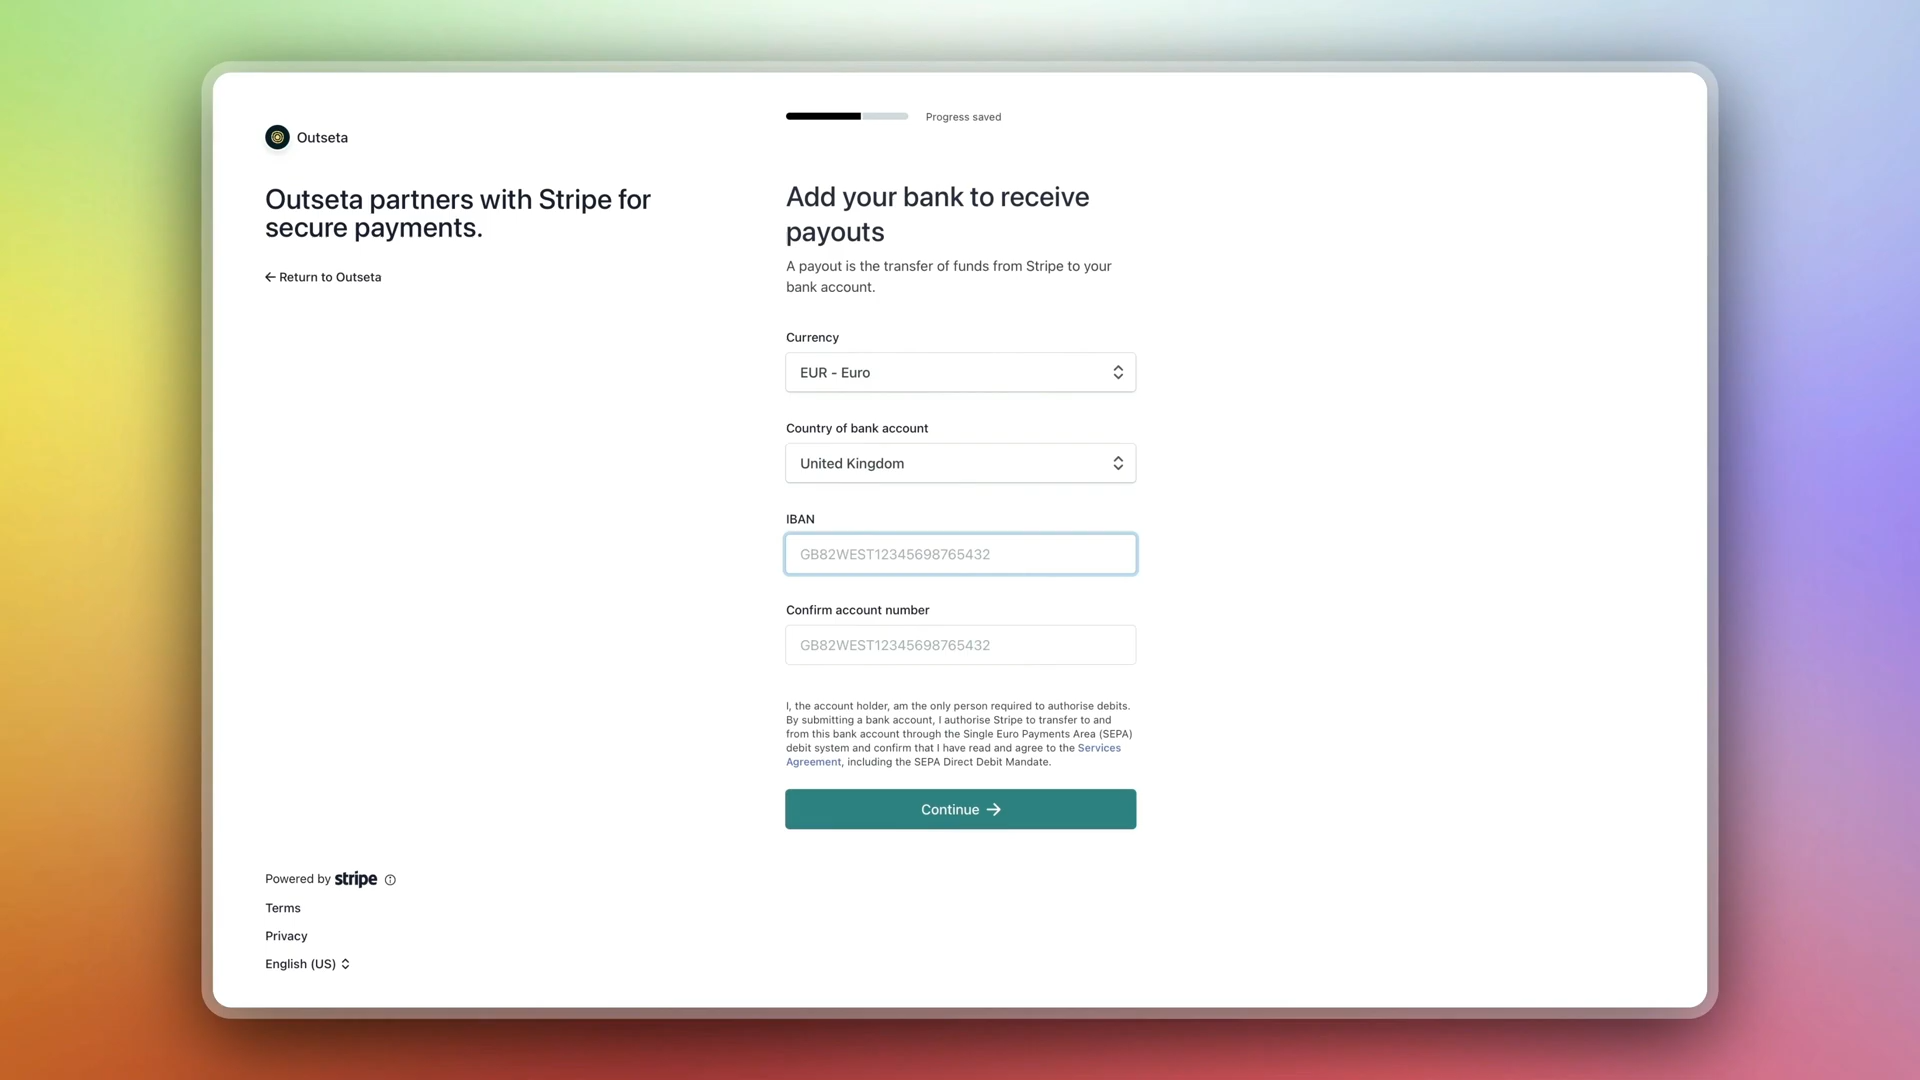 Outseta
Outseta partners with Stripe for
secure payments.
← Return to Outseta
Progress saved
Add your bank to receive
payouts
A payout is the transfer of funds from Stripe to your
bank account.
Currency
EUR - Euro
Country of bank account
United Kingdom
IBAN
GB82WEST12345698765432
Confirm account number
GB82WEST12345698765432
I, the account holder, am the only person required to authorise debits.
By submitting a bank account, I authorise Stripe to transfer to and
from this bank account through the Single Euro Payments Area (SEPA)
debit system and confirm that I have read and agree to the Services
Agreement, including the SEPA Direct Debit Mandate.
Continue →
Powered by stripe
Terms
Privacy
English (US)